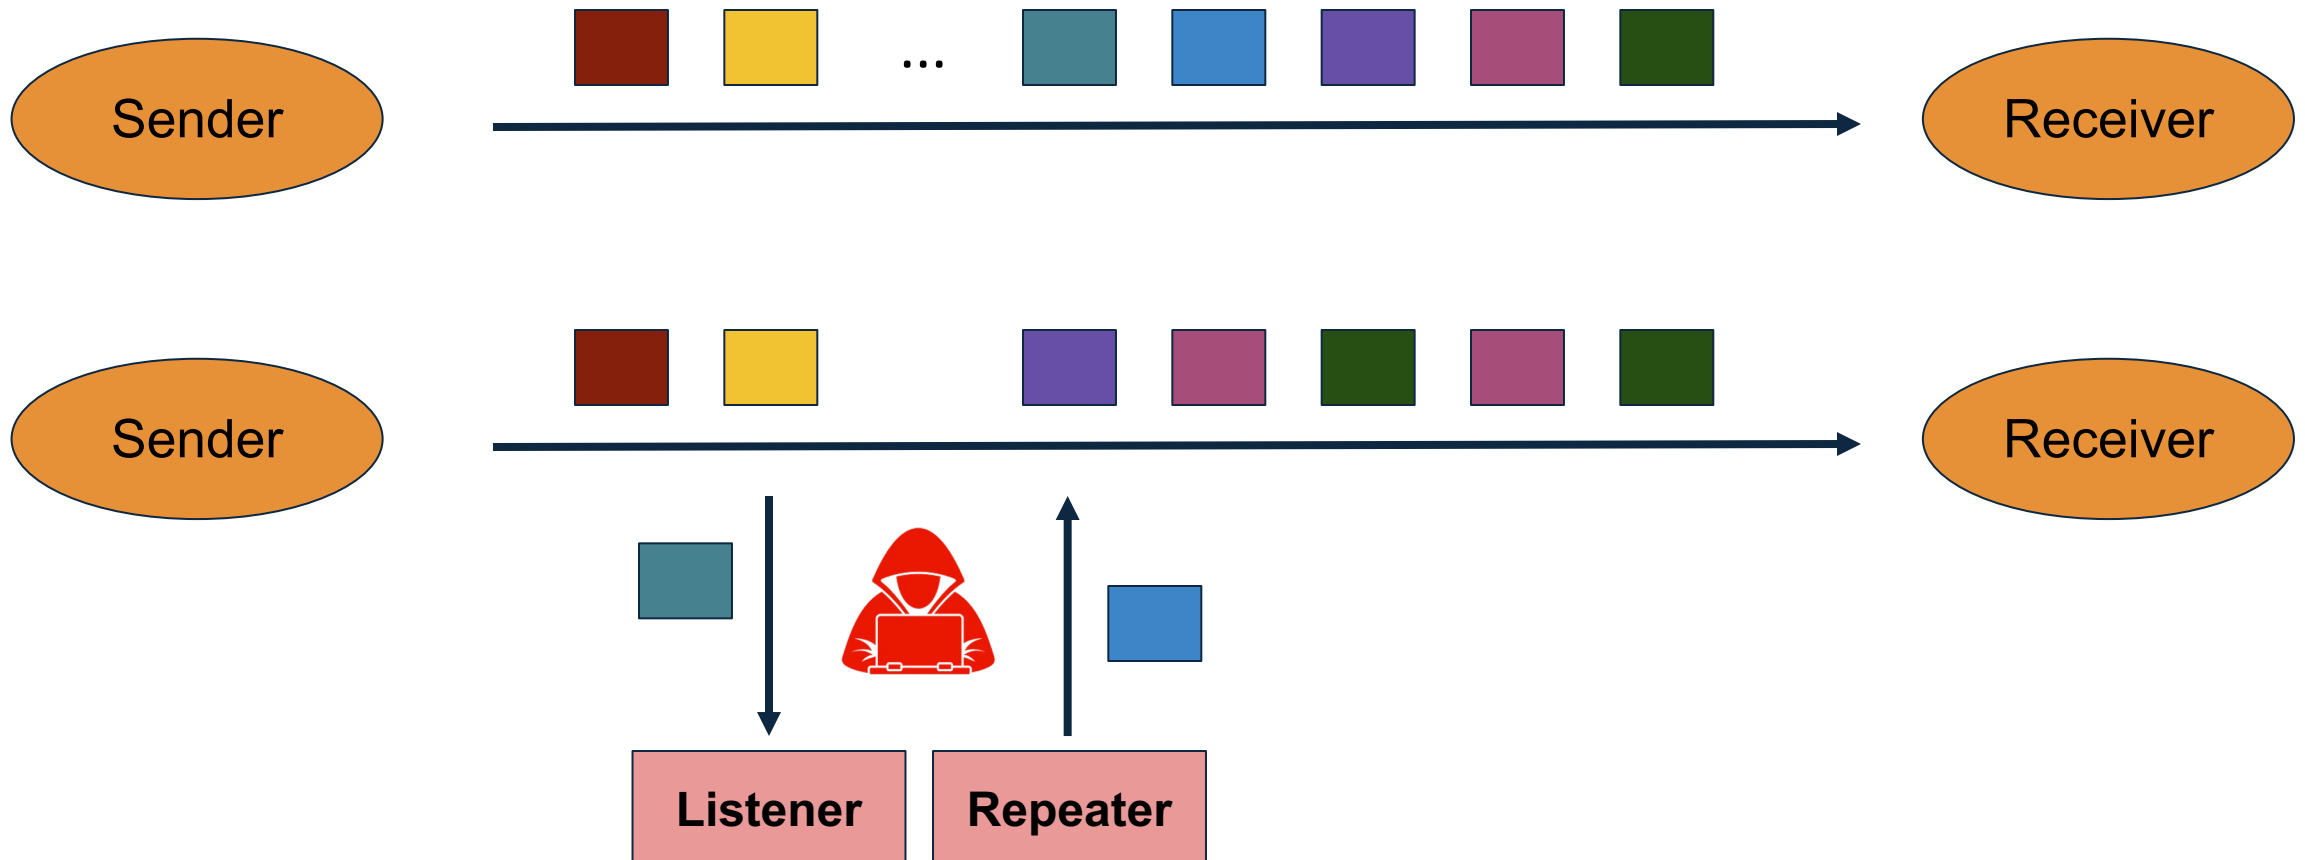 Sender
...
Receiver
Sender
Receiver
Listener
Repeater